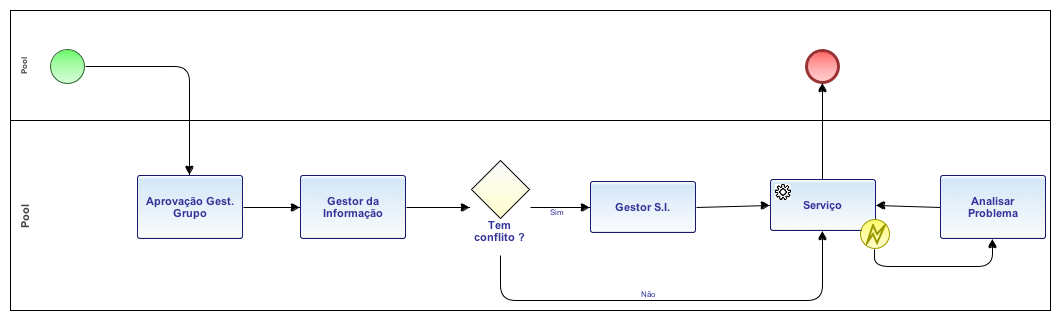 Pool
Pool
Aprovação Gest.
Grupo
Gestor da
Informação
Tem
conflito ?
Sim
Gestor S.I.
Serviço
Analisar
Problema
Não